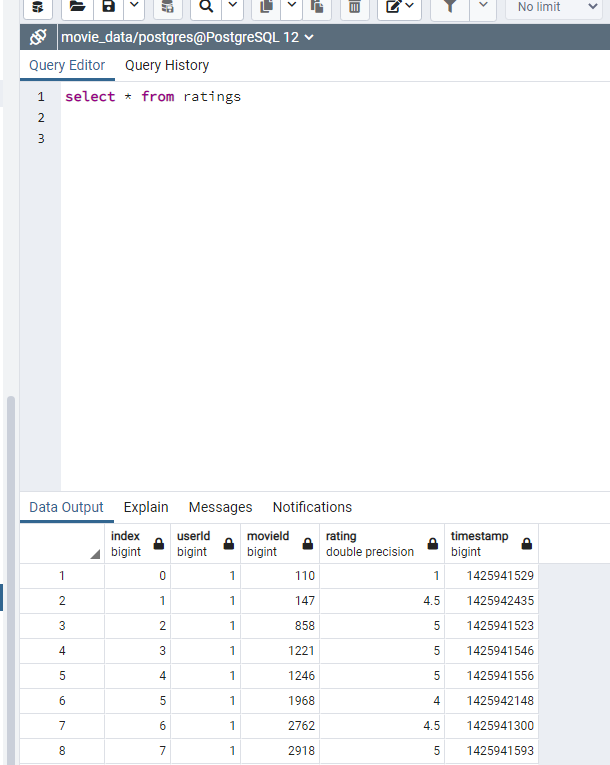 No limit
movie_data/postgres@PostgreSQL 12
Query Editor Query History
1 select * from ratings
2
3
Data Output Explain Messages Notifications
index userId movieId rating timestamp
bigint bigint bigint double precision bigint
1 0 1 110 1 1425941529
2 1 1 147 4.5 1425942435
3 2 1 858 5 1425941523
4 3 1 1221 5 1425941546
5 4 1 1246 5 1425941556
6 5 1 1968 4 1425942148
7 6 1 2762 4.5 1425941300
8 7 1 2918 5 1425941593